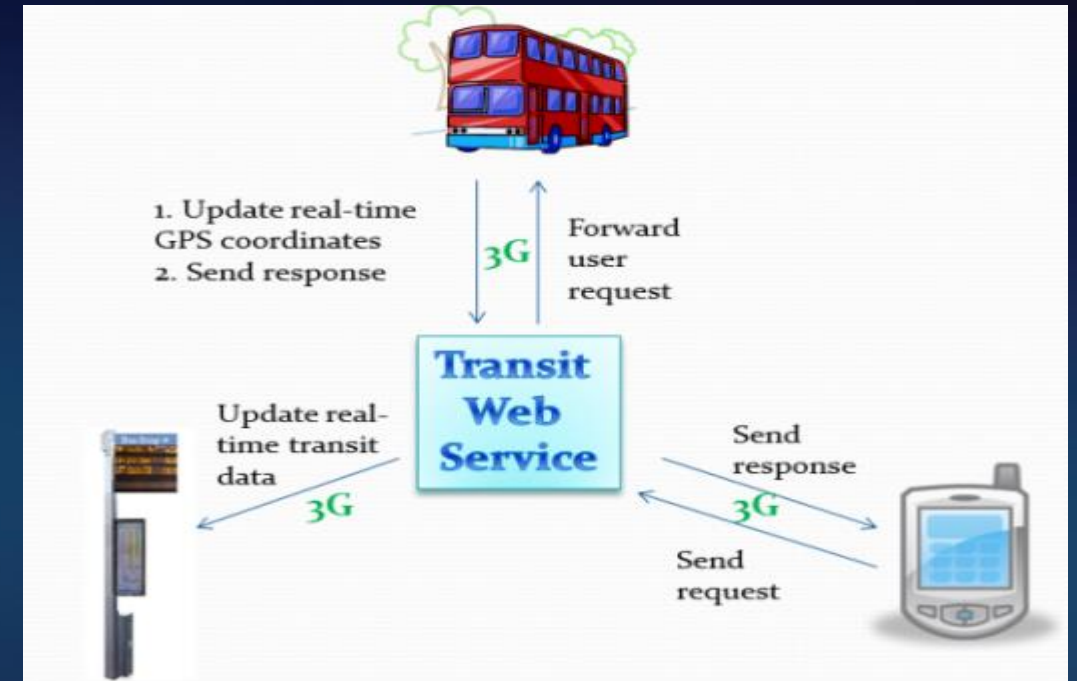 1. Update real-time
GPS coordinates
2. Send response
3G
Forward
user
request
Transit
Web
Service
Update real-
time transit
data
3G
Send
response
3G
Send
request